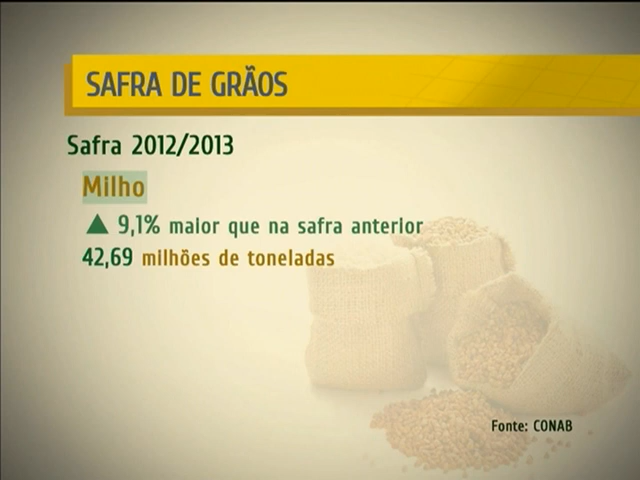 SAFRA DE GRÃOS
Safra 2012/2013
Milho
▲ 9,1% maior que na safra anterior
42,69 milhões de toneladas
Fonte: CONAB